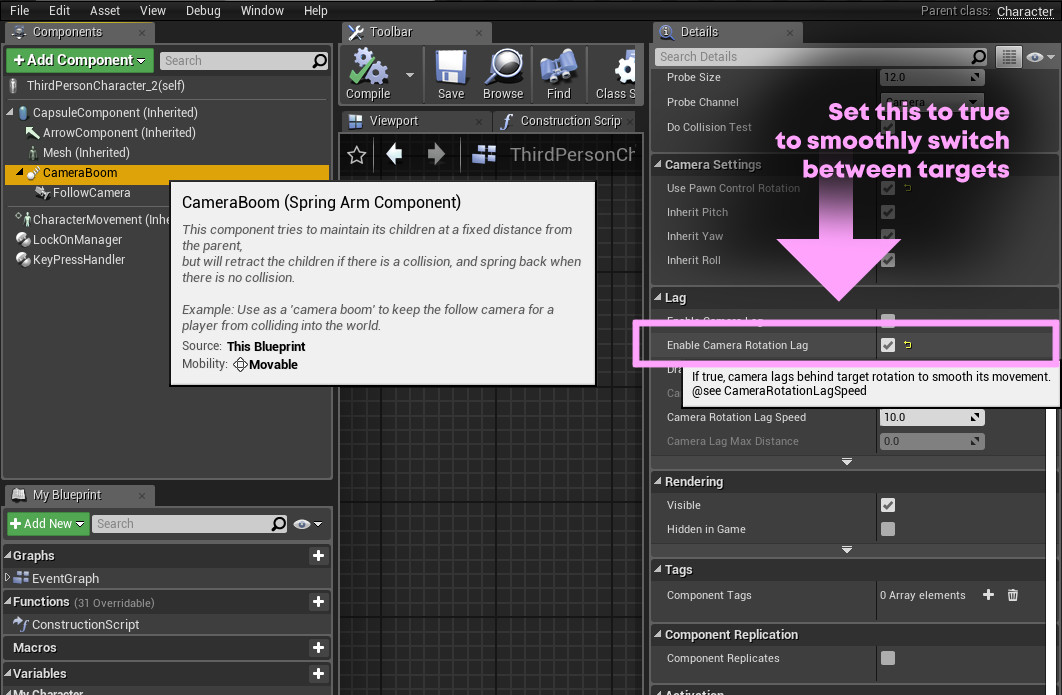 File Edit Asset View Debug Window Help
Parent class: Character
Components
+ Add Component
Search
ThirdPersonCharacter_2(self)
CapsuleComponent (Inherited)
ArrowComponent (Inherited)
Mesh (Inherited)
CameraBoom
FollowCamera
CharacterMovement (Inhe
LockOnManager
KeyPressHandler
My Blueprint
+ Add New
Search
Graphs
EventGraph
Functions (31 Overridable)
ConstructionScript
Macros
Variables
My Character
Toolbar
Compile Save Browse Find Class S
Viewport
Construction Scrip
ThirdPersonCh
CameraBoom (Spring Arm Component)
This component tries to maintain its children at a fixed distance from
the parent,
but will retract the children if there is a collision, and spring back when
there is no collision.
Example: Use as a 'camera boom' to keep the follow camera for a
player from colliding into the world.
Source: This Blueprint
Mobility: Movable
Details
Search Details
Probe Size 12.0
Probe Channel Camera
Do Collision Test
Set this to true
to smoothly switch
between targets
Camera Settings
Use Pawn Control Rotation
Inherit Pitch
Inherit Yaw
Inherit Roll
Lag
Enable Camera Lag
Enable Camera Rotation Lag
If true, camera lags behind target rotation to smooth its movement.
@see CameraRotationLagSpeed
Camera Rotation Lag Speed 10.0
Camera Lag Max Distance 0.0
Rendering
Visible
Hidden in Game
Tags
Component Tags 0 Array elements
Component Replication
Component Replicates
Activation